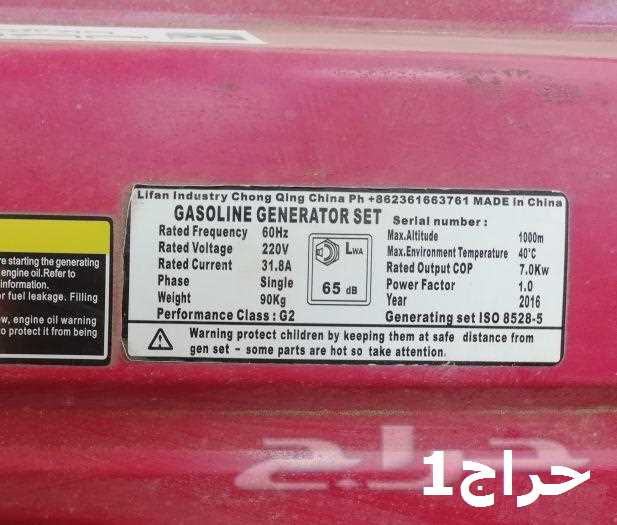 Lifan Industry Chong Qing China Ph +862361663761 MADE in China
GASOLINE GENERATOR SET
Serial number :
Rated Frequency 60Hz
Rated Voltage 220V
Rated Current 31.8A
Phase Single
Weight 90Kg
Performance Class : G2
LWA
65 dB
Max.Altitude 1000m
Max.Environment Temperature 40°C
Rated Output COP 7.0Kw
Power Factor 1.0
Year 2016
Generating set ISO 8528-5
Warning protect children by keeping them at safe distance from
gen set - some parts are hot so take attention.
re starting the generating
engine oil.Refer to
information.
or fuel leakage. Filling
ow, engine oil warning
to protect it from being
حراج
حراج1